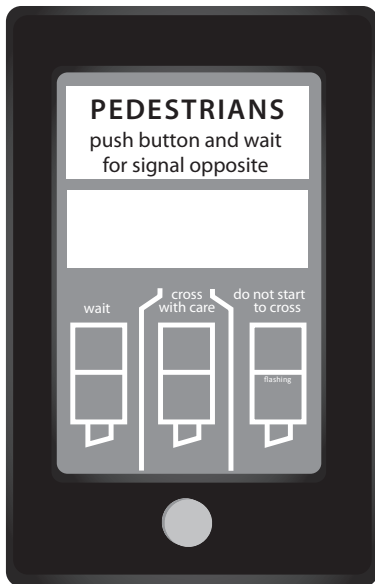 PEDESTRIANS
push button and wait
for signal opposite
wait
cross
with care
do not start
to cross
flashing